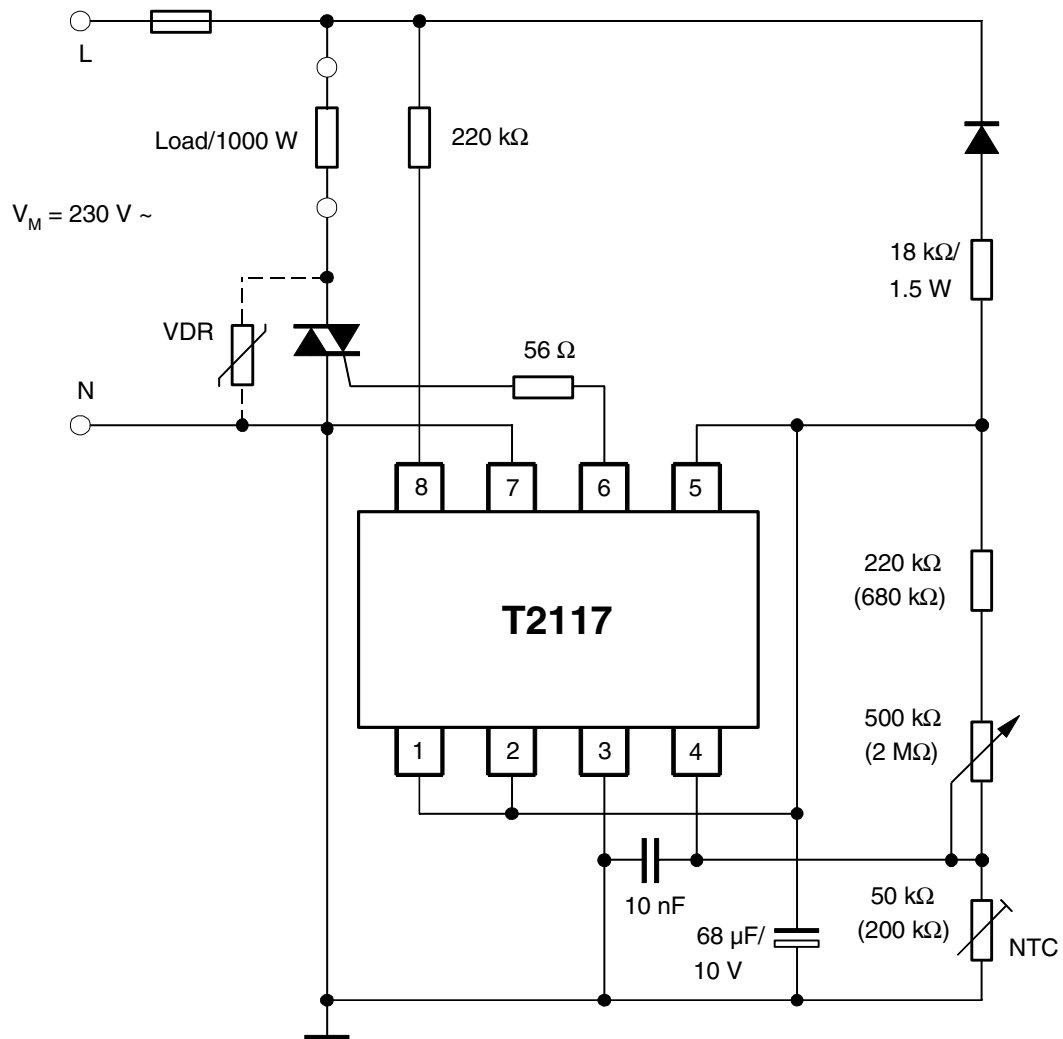 L
Load/1000 W
220 kΩ
V_M = 230 V ~
18 kΩ/
1.5 W
VDR
56 Ω
N
8
7
6
5
220 kΩ
(680 kΩ)
T2117
500 kΩ
(2 MΩ)
1
2
3
4
10 nF
50 kΩ
(200 kΩ)
68 µF/
10 V
NTC